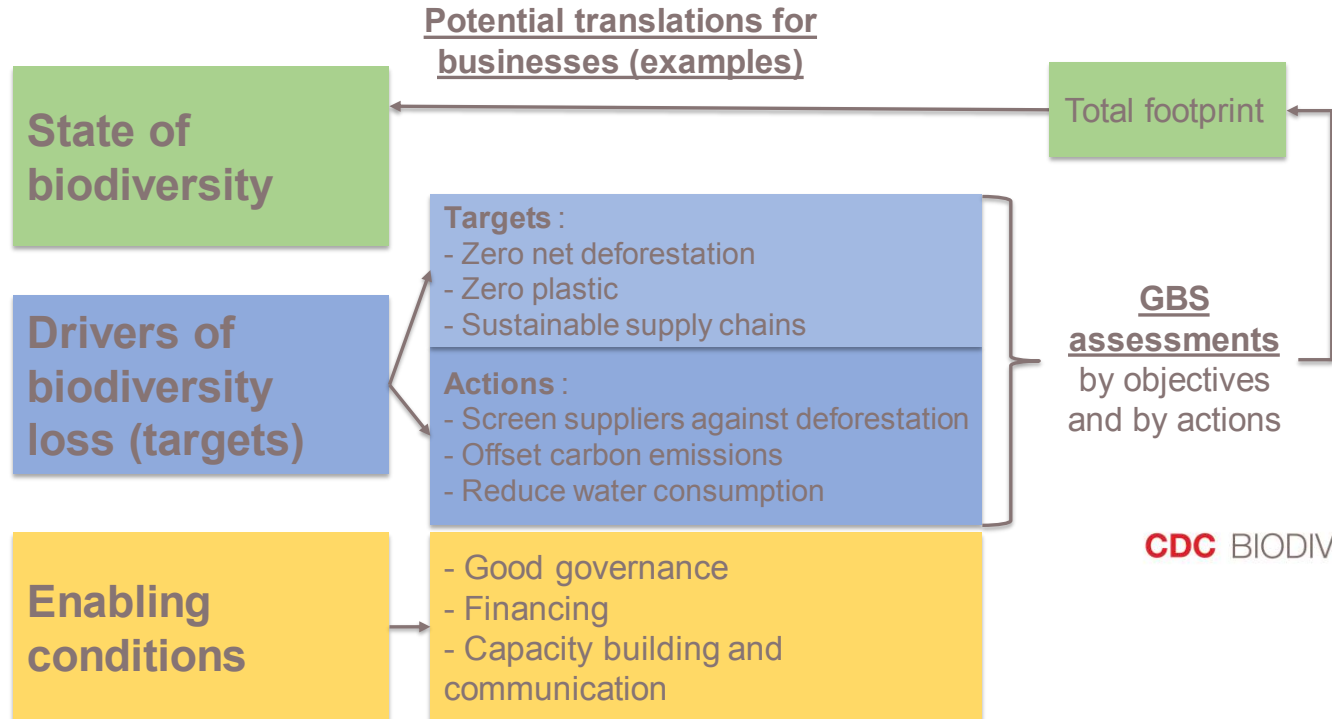 Potential translations for
businesses (examples)
State of
biodiversity
Total footprint
Drivers of
biodiversity
loss (targets)
Targets :
- Zero net deforestation
- Zero plastic
- Sustainable supply chains
Actions :
- Screen suppliers against deforestation
- Offset carbon emissions
- Reduce water consumption
GBS
assessments
by objectives
and by actions
Enabling
conditions
- Good governance
- Financing
- Capacity building and
communication
CDC BIODIV